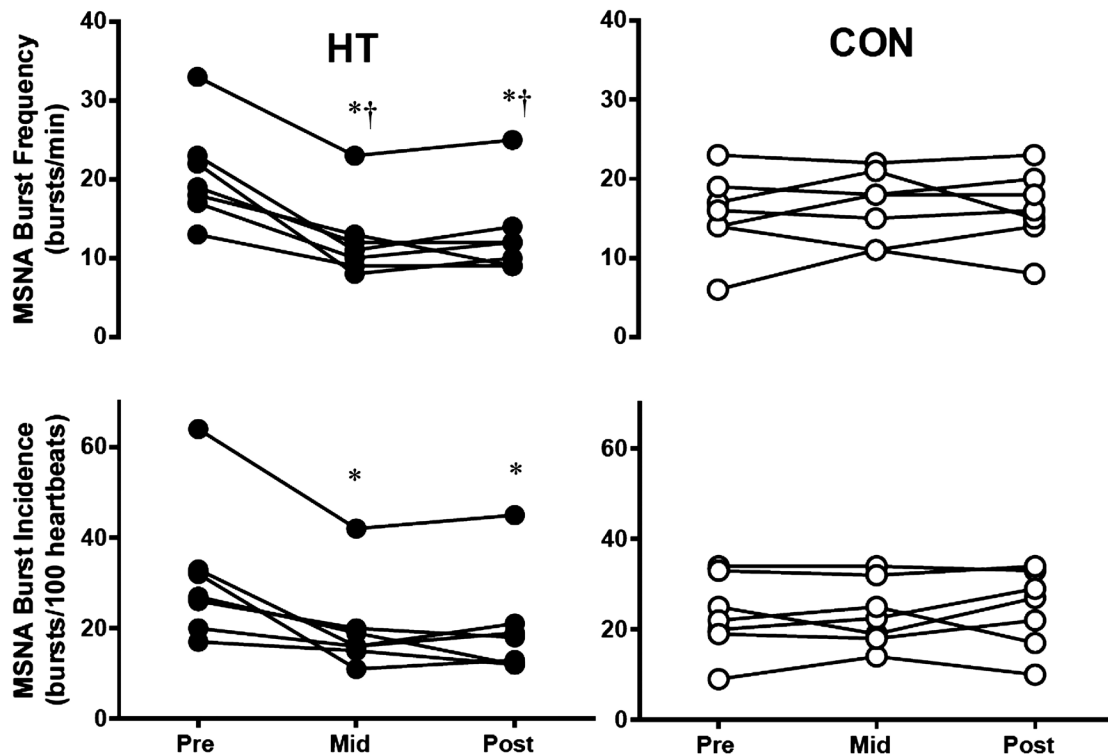 HT
CON
MSNA Burst Frequency
(bursts/min)
40
30
20
10
0
*†
*†
40
30
20
10
0
MSNA Burst Incidence
(bursts/100 heartbeats)
60
40
20
0
*
*
60
40
20
0
Pre
Mid
Post
Pre
Mid
Post